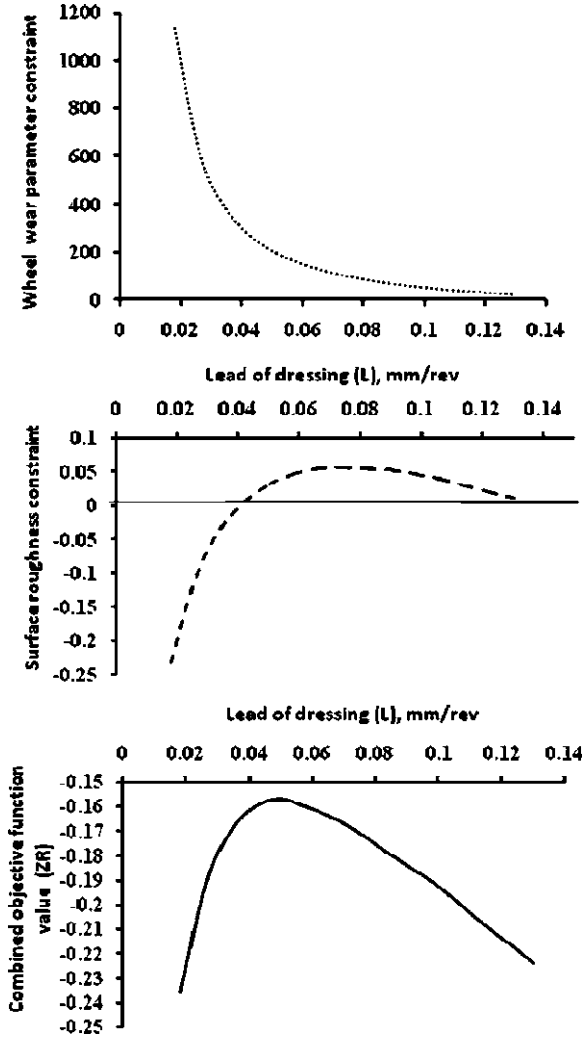 Wheel wear parameter constraint
1200
1000
800
600
400
200
0
0 0.02 0.04 0.06 0.08 0.1 0.12 0.14
Lead of dressing (L), mm/rev
0 0.02 0.04 0.06 0.08 0.1 0.12 0.14
Surface roughness constraint
0.1
0.05
0
-0.05
-0.1
-0.15
-0.2
-0.25
Lead of dressing (L), mm/rev
0 0.02 0.04 0.06 0.08 0.1 0.12 0.14
Combined objective function
value (ZR)
-0.15
-0.16
-0.17
-0.18
-0.19
-0.2
-0.21
-0.22
-0.23
-0.24
-0.25